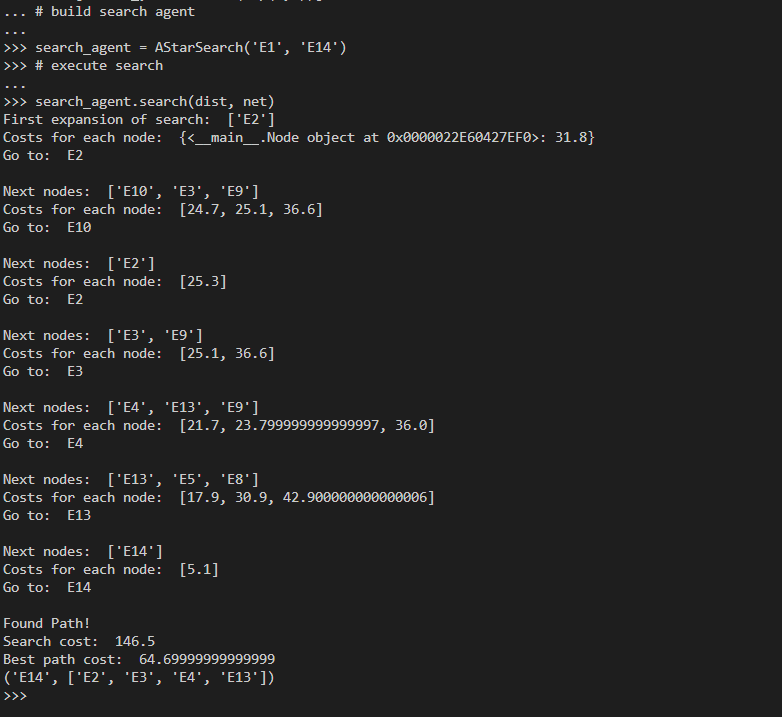 ... # build search agent
...
>>> search_agent = AStarSearch('E1', 'E14')
>>> # execute search
...
>>> search_agent.search(dist, net)
First expansion of search:  ['E2']
Costs for each node:  {<__main__.Node object at 0x0000022E60427EF0>: 31.8}
Go to:  E2

Next nodes:  ['E10', 'E3', 'E9']
Costs for each node:  [24.7, 25.1, 36.6]
Go to:  E10

Next nodes:  ['E2']
Costs for each node:  [25.3]
Go to:  E2

Next nodes:  ['E3', 'E9']
Costs for each node:  [25.1, 36.6]
Go to:  E3

Next nodes:  ['E4', 'E13', 'E9']
Costs for each node:  [21.7, 23.799999999999997, 36.0]
Go to:  E4

Next nodes:  ['E13', 'E5', 'E8']
Costs for each node:  [17.9, 30.9, 42.900000000000006]
Go to:  E13

Next nodes:  ['E14']
Costs for each node:  [5.1]
Go to:  E14

Found Path!
Search cost:  146.5
Best path cost:  64.69999999999999
('E14', ['E2', 'E3', 'E4', 'E13'])
>>>